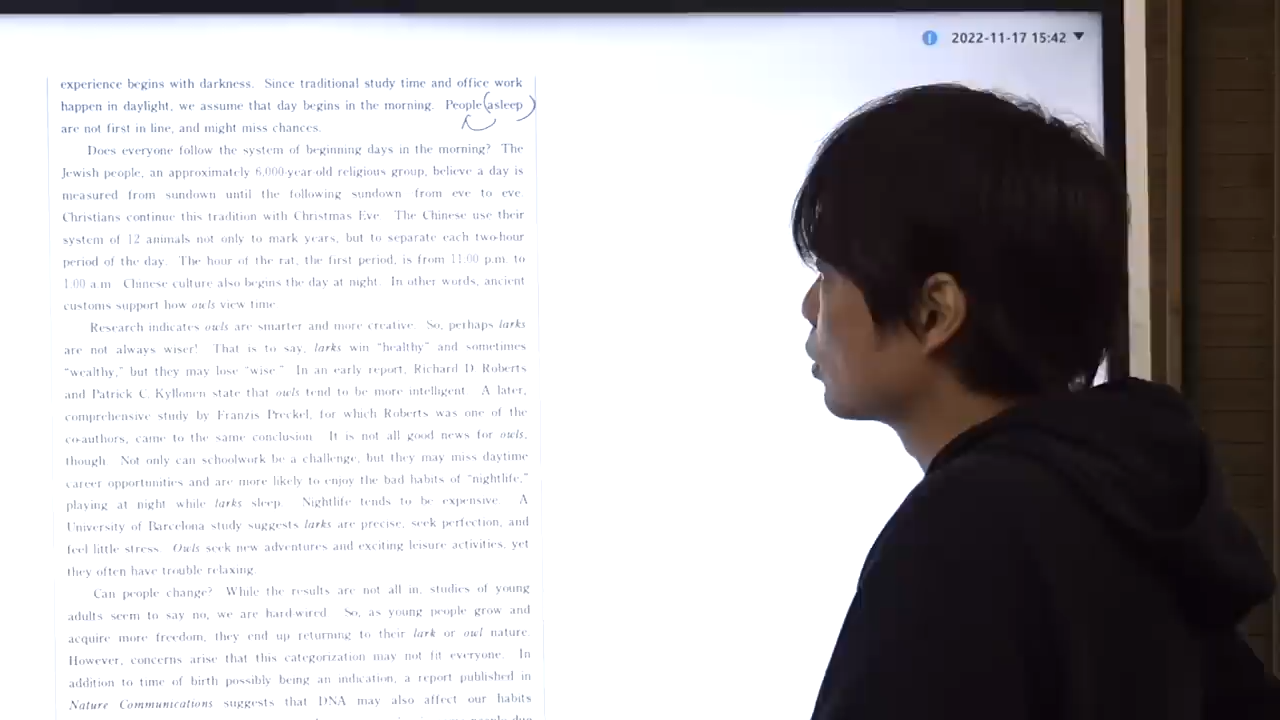 2022-11-17 15:42
experience begins with darkness. Since traditional study time and office work
happen in daylight, we assume that day begins in the morning. People (asleep)
are not first in line, and might miss chances.
Does everyone follow the system of beginning days in the morning? The
Jewish people, an approximately 6,000-year-old religious group, believe a day is
measured from sundown until the following sundown from eve to eve.
Christians continue this tradition with Christmas Eve. The Chinese use their
system of 12 animals not only to mark years, but to separate each two-hour
period of the day. The hour of the rat, the first period, is from 11:00 p.m. to
1:00 a.m. Chinese culture also begins the day at night. In other words, ancient
customs support how owls view time.
Research indicates owls are smarter and more creative. So, perhaps larks
are not always wiser! That is to say, larks win "healthy" and sometimes
"wealthy," but they may lose "wise." In an early report, Richard D. Roberts
and Patrick C. Kyllonen state that owls tend to be more intelligent. A later,
comprehensive study by Franzis Preckel, for which Roberts was one of the
co-authors, came to the same conclusion. It is not all good news for owls,
though. Not only can schoolwork be a challenge, but they may miss daytime
career opportunities and are more likely to enjoy the bad habits of "nightlife,"
playing at night while larks sleep. Nightlife tends to be expensive. A
University of Barcelona study suggests larks are precise, seek perfection, and
feel little stress. Owls seek new adventures and exciting leisure activities, yet
they often have trouble relaxing.
Can people change? While the results are not all in, studies of young
adults seem to say no, we are hard-wired. So, as young people grow and
acquire more freedom, they end up returning to their lark or owl nature.
However, concerns arise that this categorization may not fit everyone. In
addition to time of birth possibly being an indication, a report published in
Nature Communications suggests that DNA may also affect our habits